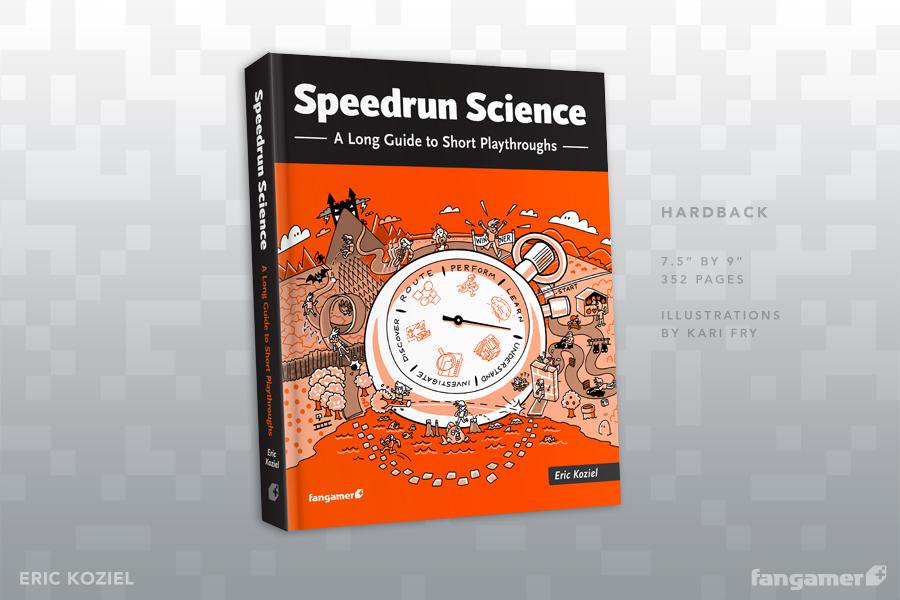 Speedrun Science
A Long Guide to Short Playthroughs
Speedrun Science
A Long Guide to Short Playthroughs
Eric
Koziel
WINNER!
START
ROUTE
PERFORM
LEARN
UNDERSTAND
INVESTIGATE
DISCOVER
Eric Koziel
fangamer
HARDBACK
7.5" BY 9"
352 PAGES
ILLUSTRATIONS
BY KARI FRY
ERIC KOZIEL
fangamer